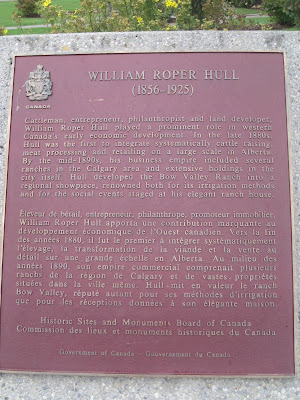 CANADA
WILLIAM ROPER HULL
(1856-1925)
Cattleman, entrepreneur, philanthropist and land developer,
William Roper Hull played a prominent role in western
Canada's early economic development. In the late 1880s,
Hull was the first to integrate systematically cattle raising,
meat processing and retailing on a large scale in Alberta.
By the mid-1890s, his business empire included several
ranches in the Calgary area and extensive holdings in the
city itself. Hull developed the Bow Valley Ranch into a
regional showpiece, renowned both for its irrigation methods
and for the social events staged at his elegant ranch house.
Éleveur de bétail, entrepreneur, philanthrope, promoteur immobilier,
William Roper Hull apporta une contribution marquante au
développement économique de l'Ouest canadien. Vers la fin
des années 1880, il fut le premier à intégrer systématiquement
l'élevage, la transformation de la viande et la vente au
détail sur une grande échelle en Alberta. Au milieu des
années 1890, son empire commercial comprenait plusieurs
ranchs de la région de Calgary et de vastes propriétés
situées dans la ville même. Hull mit en valeur le ranch
Bow Valley, réputé autant pour ses méthodes d'irrigation
que pour les réceptions données à son élégante maison.
Historic Sites and Monuments Board of Canada
Commission des lieux et monuments historiques du Canada
Government of Canada - Gouvernement du Canada